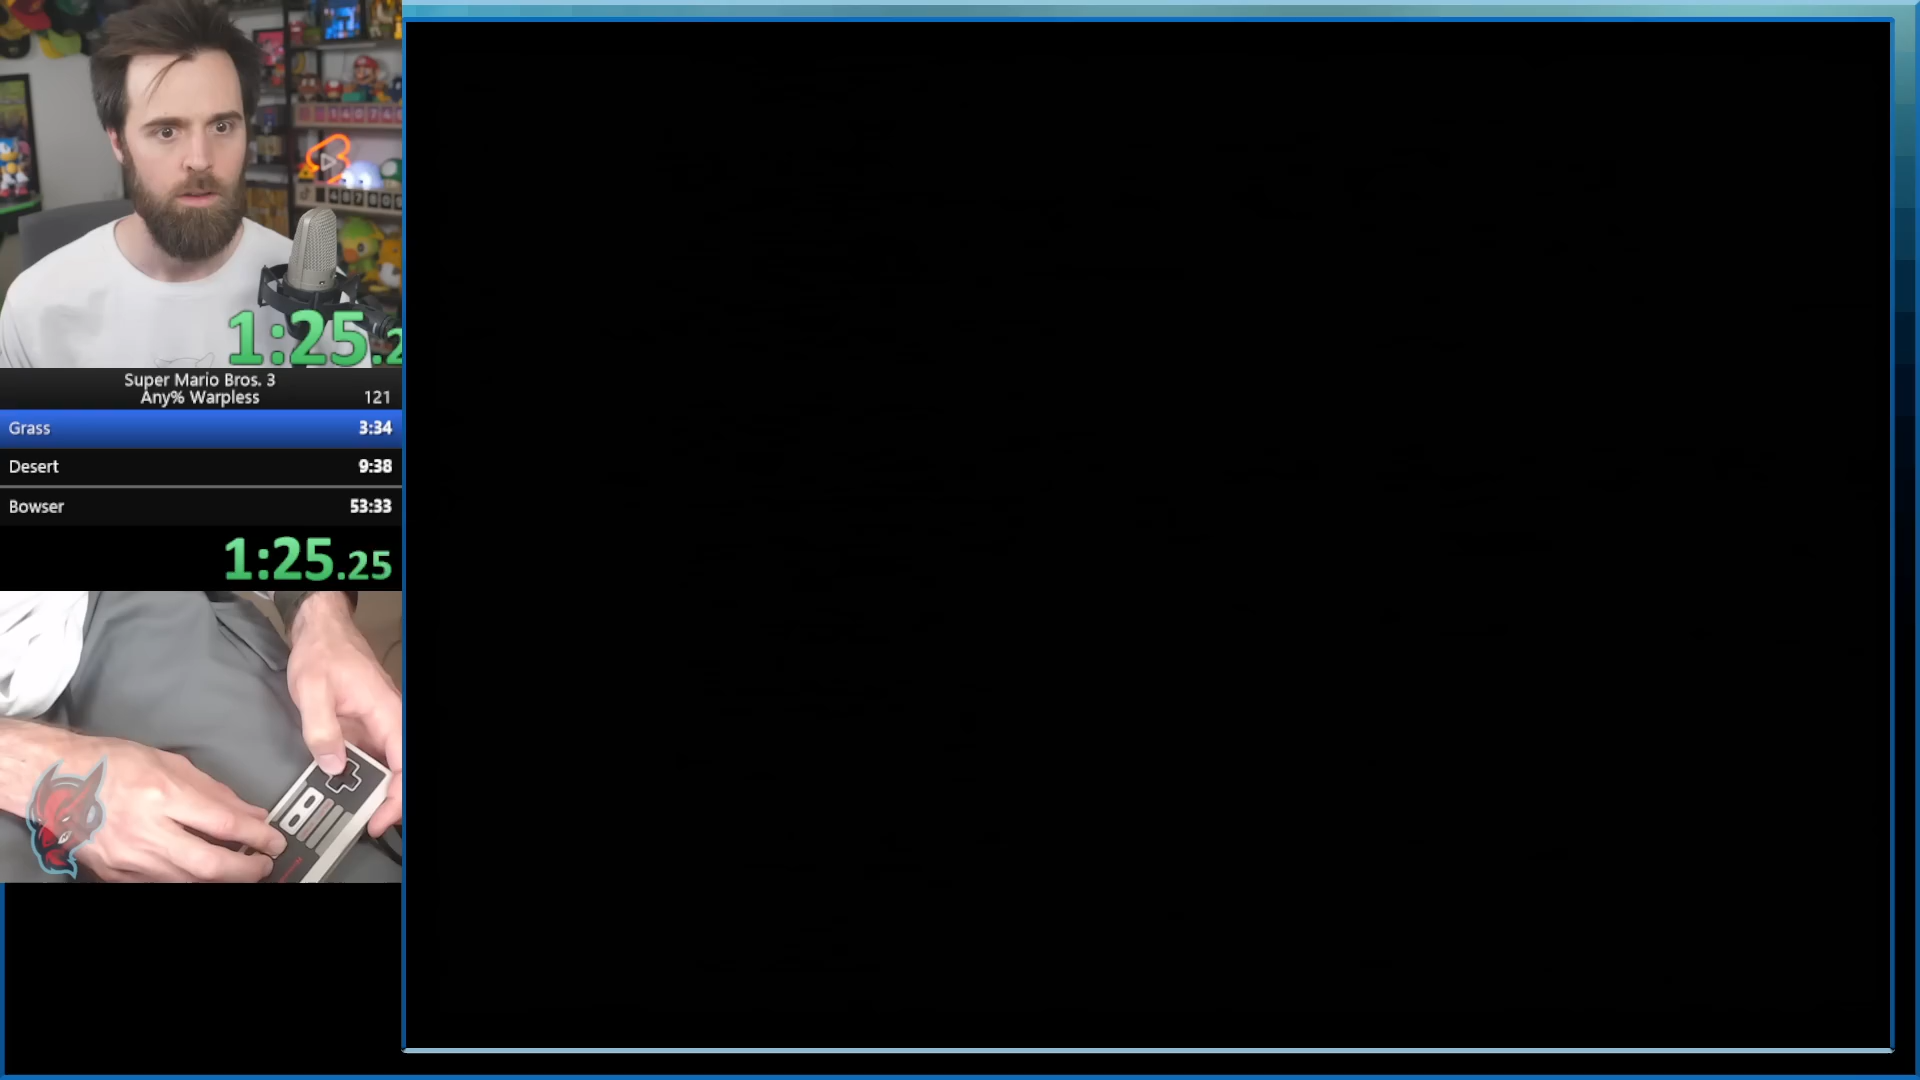 1:25.2
Super Mario Bros. 3
Any% Warpless
121
Grass 3:34
Desert 9:38
Bowser 53:33
1:25.25